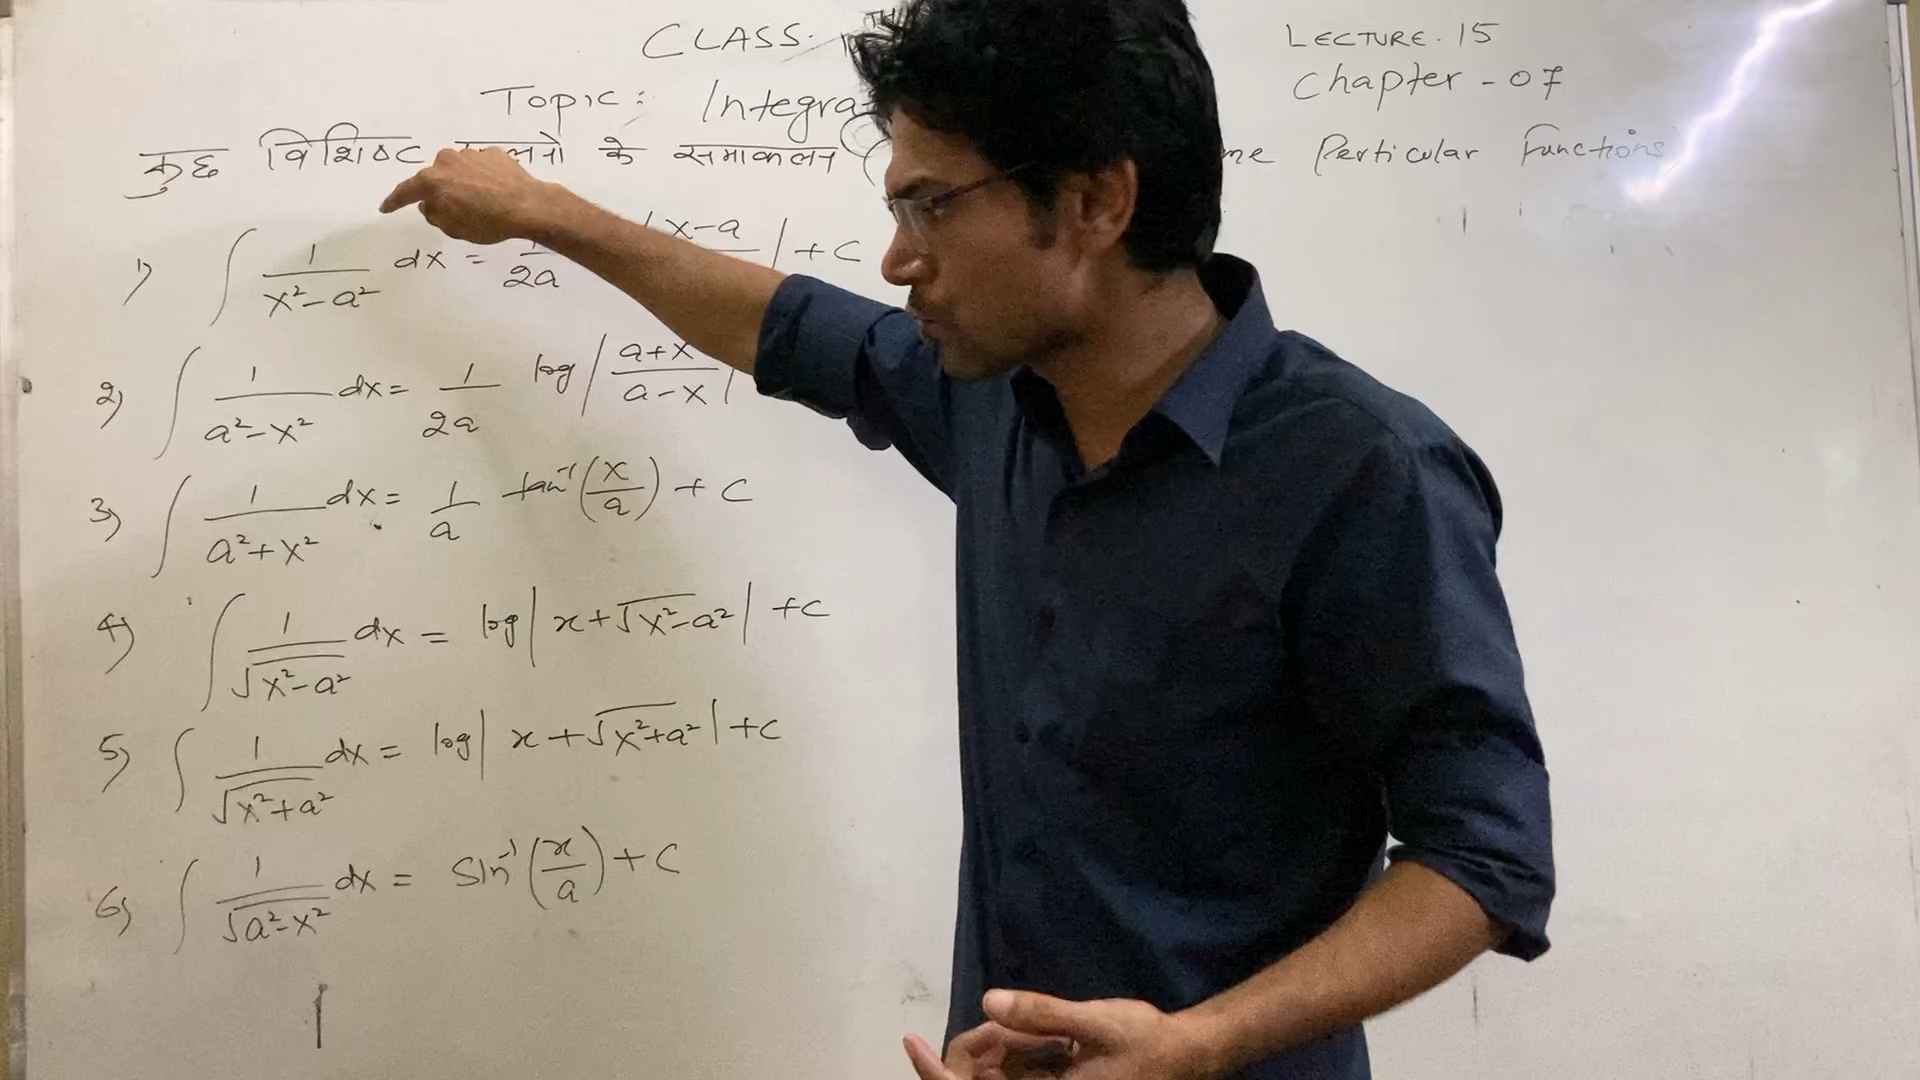 CLASS. TH
LECTURE. 15
Topic: Integra
Chapter - 07
कुछ विशिष्ट के समाकलन ( Perticular Functions
1) ∫ 1/(x²-a²) dx = 1/2a |x-a| + C
2) ∫ 1/(a²-x²) dx = 1/2a log |(a+x)/(a-x)|
3) ∫ 1/(a²+x²) dx = 1/a tan⁻¹(x/a) + C
4) ∫ 1/√(x²-a²) dx = log| x+√(x²-a²) | + C
5) ∫ 1/√(x²+a²) dx = log| x+√(x²+a²) | + C
6) ∫ 1/√(a²-x²) dx = Sin⁻¹(x/a) + C